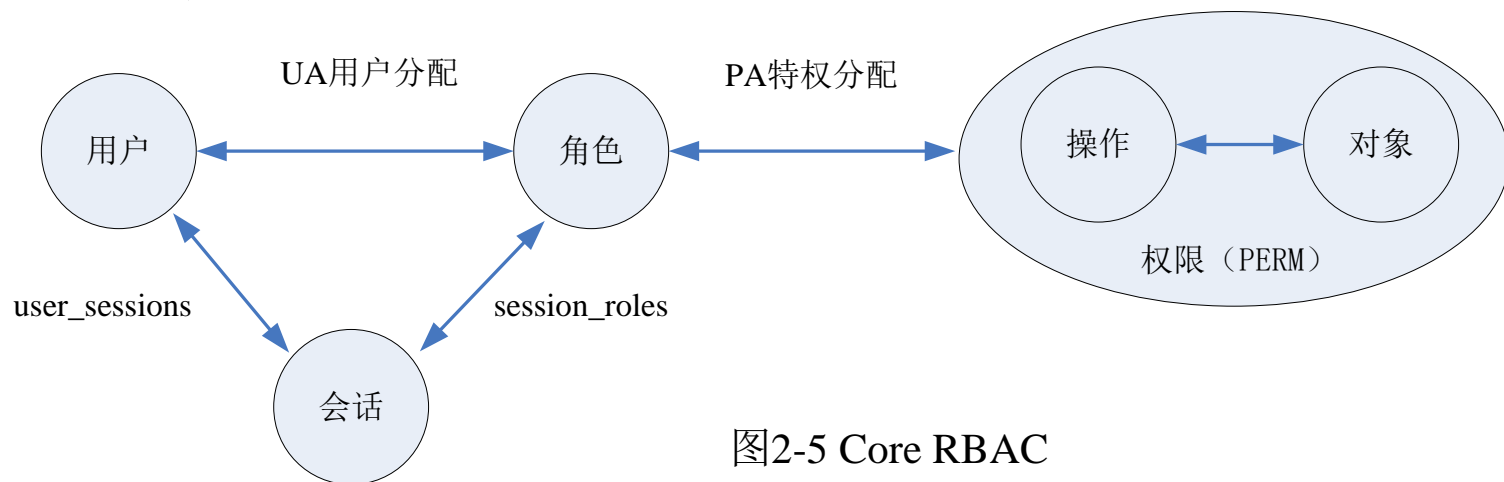 UA用户分配
PA特权分配
用户
角色
操作
对象
权限（PERM）
user_sessions
session_roles
会话
图2-5 Core RBAC